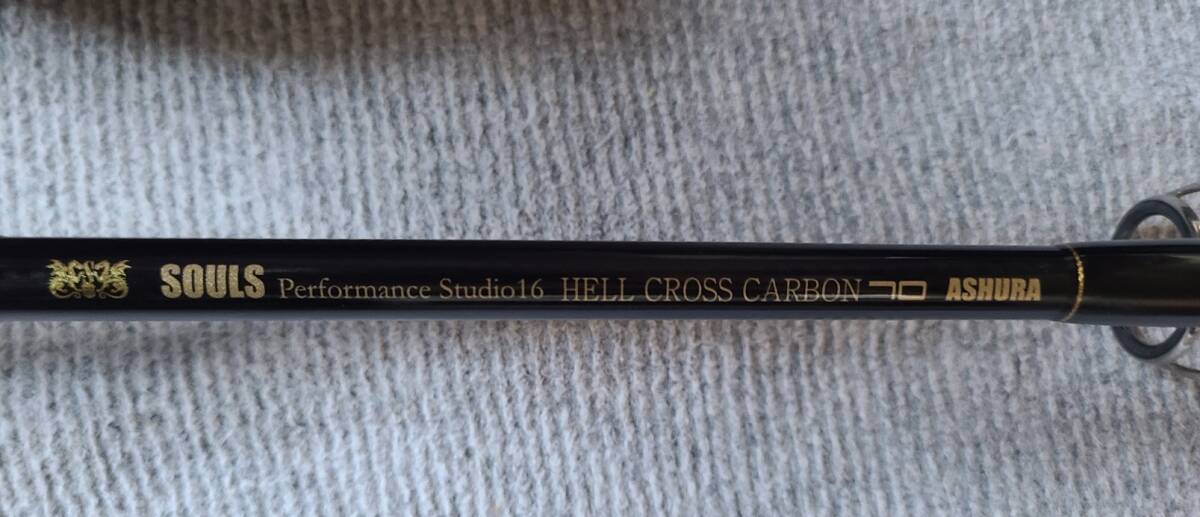 SOULS Performance Studio16 HELL CROSS CARBON 70 ASHURA